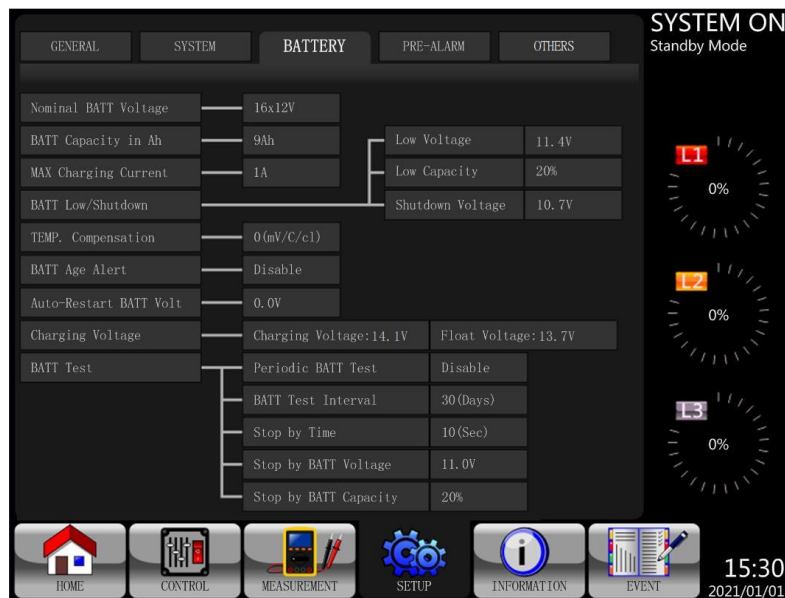 SYSTEM ON
Standby Mode
GENERAL SYSTEM BATTERY PRE-ALARM OTHERS
Nominal BATT Voltage 16x12V
BATT Capacity in Ah 9Ah Low Voltage 11.4V
MAX Charging Current 1A Low Capacity 20%
BATT Low/Shutdown Shutdown Voltage 10.7V
TEMP. Compensation 0(mV/C/cl)
BATT Age Alert Disable
Auto-Restart BATT Volt 0.0V
Charging Voltage Charging Voltage:14.1V Float Voltage:13.7V
BATT Test Periodic BATT Test Disable
BATT Test Interval 30(Days)
Stop by Time 10(Sec)
Stop by BATT Voltage 11.0V
Stop by BATT Capacity 20%
L1
0%
L2
0%
L3
0%
HOME CONTROL MEASUREMENT SETUP INFORMATION EVENT
15:30
2021/01/01